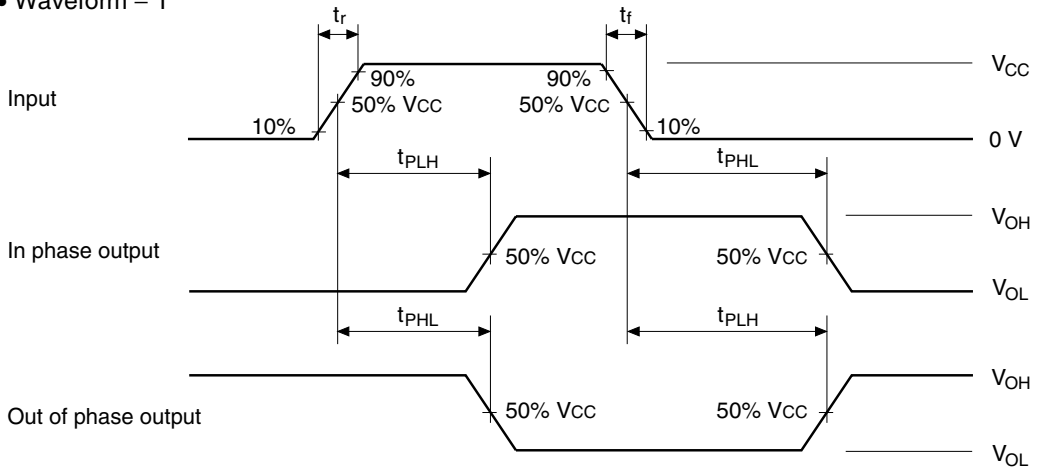 • Waveform – 1
tr
tf
Input
90%
90%
VCC
50% VCC
50% VCC
10%
10%
0 V
tPLH
tPHL
VOH
In phase output
50% VCC
50% VCC
VOL
tPHL
tPLH
VOH
Out of phase output
50% VCC
50% VCC
VOL